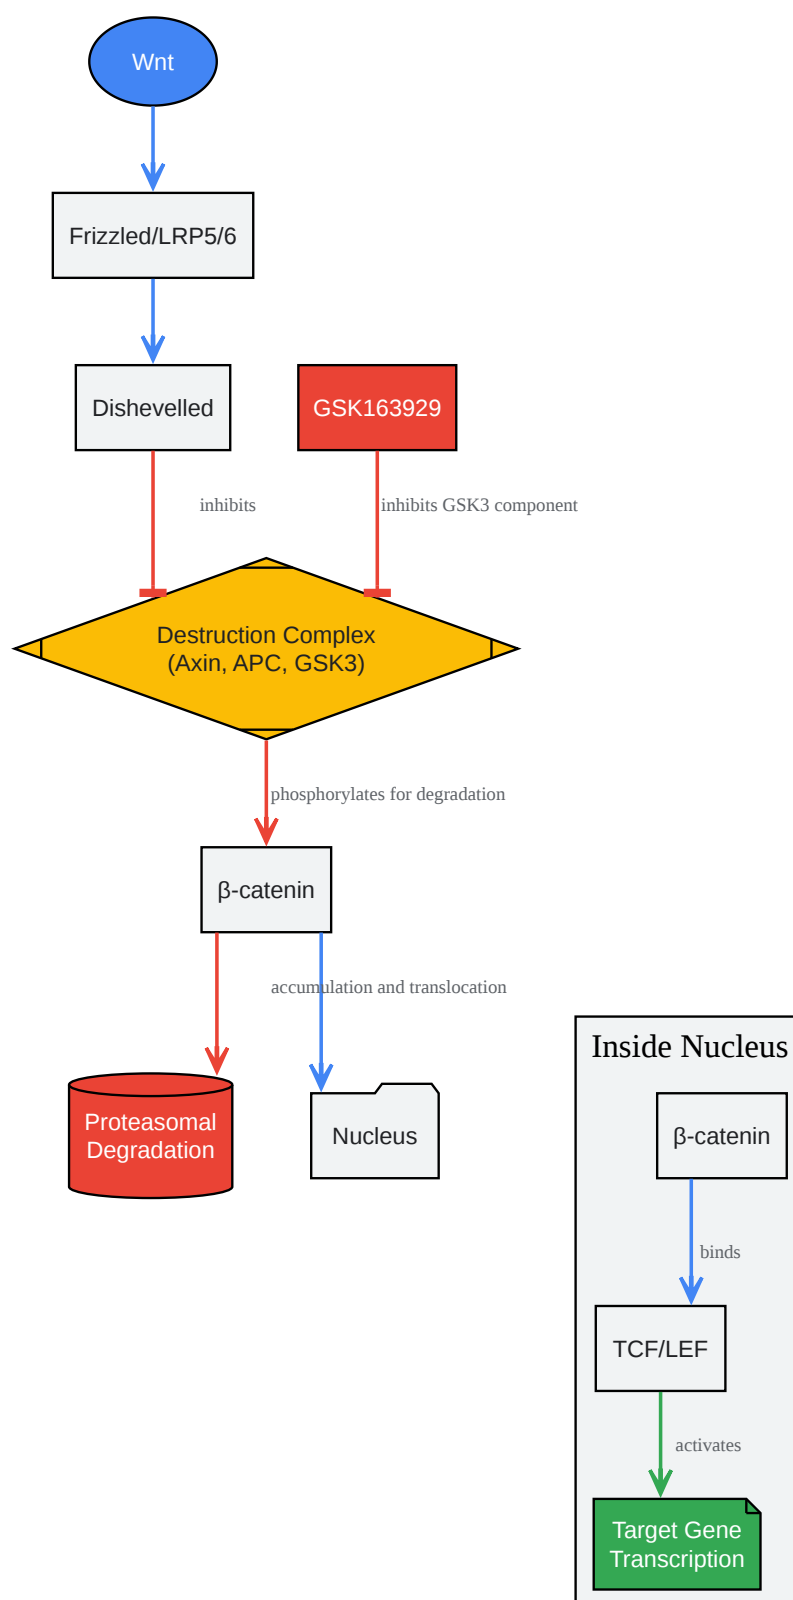 Wnt
Frizzled/LRP5/6
Dishevelled
GSK163929
inhibits
inhibits GSK3 component
Destruction Complex
(Axin, APC, GSK3)
phosphorylates for degradation
β-catenin
accumulation and translocation
Proteasomal
Degradation
Nucleus
Inside Nucleus
β-catenin
binds
TCF/LEF
activates
Target Gene
Transcription